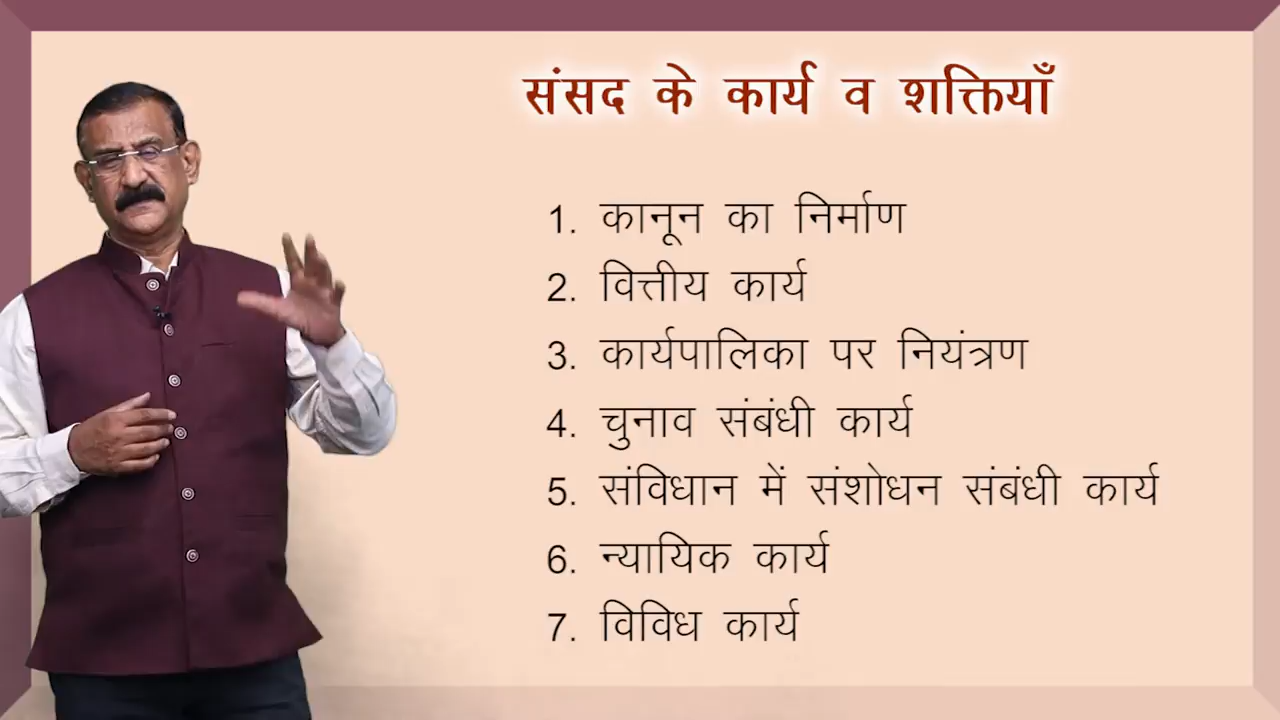 संसद के कार्य व शक्तियाँ
1. कानून का निर्माण
2. वित्तीय कार्य
3. कार्यपालिका पर नियंत्रण
4. चुनाव संबंधी कार्य
5. संविधान में संशोधन संबंधी कार्य
6. न्यायिक कार्य
7. विविध कार्य